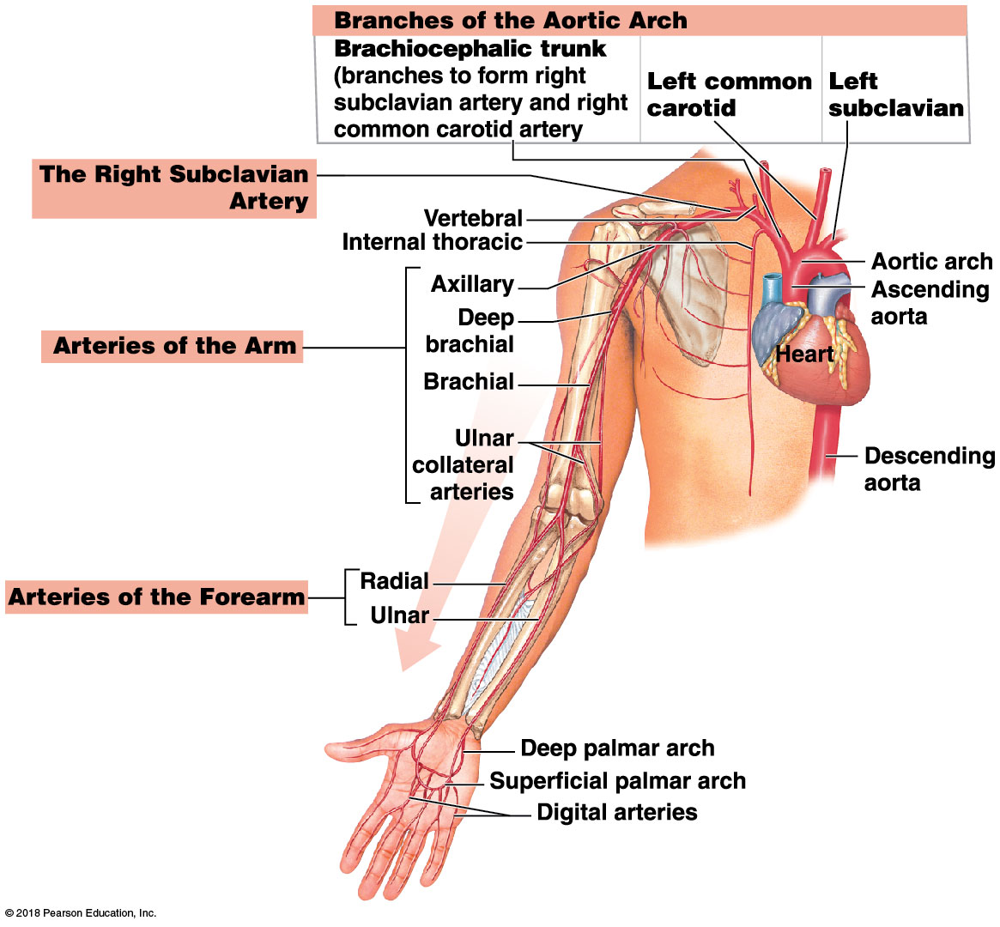 Branches of the Aortic Arch
Brachiocephalic trunk
(branches to form right
subclavian artery and right
common carotid artery
Left common
carotid
Left
subclavian
The Right Subclavian
Artery
Vertebral
Internal thoracic
Axillary
Deep
brachial
Arteries of the Arm
Brachial
Ulnar
collateral
arteries
Aortic arch
Ascending
aorta
Heart
Descending
aorta
Arteries of the Forearm
Radial
Ulnar
Deep palmar arch
Superficial palmar arch
Digital arteries
© 2018 Pearson Education, Inc.